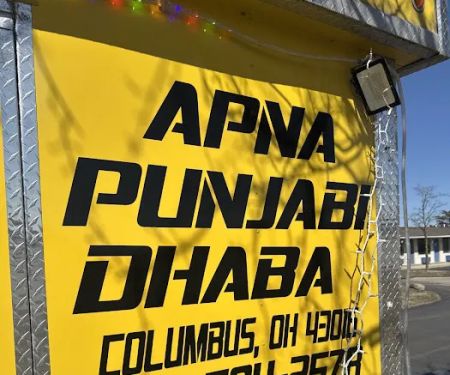 APNA
PUNJABI
DHABA
COLUMBUS, OH